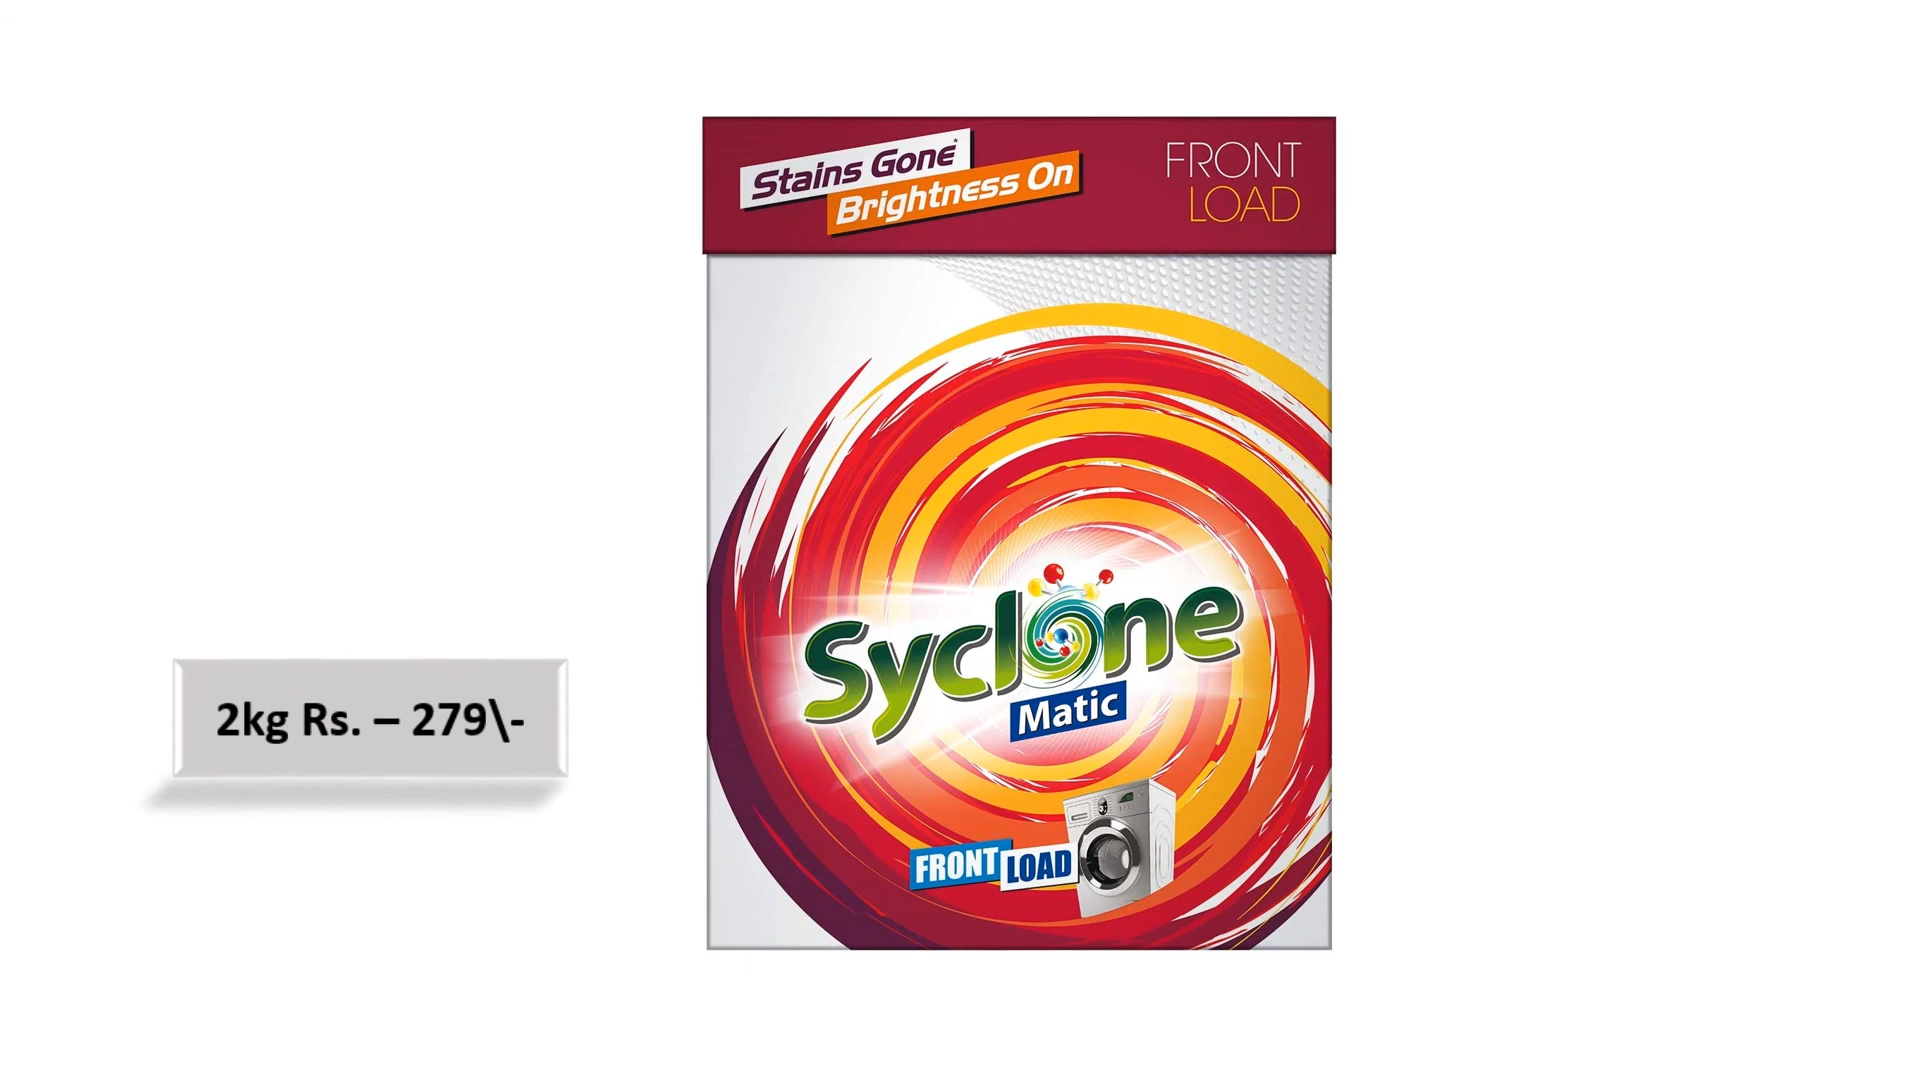 Stains Gone*
Brightness On
FRONT
LOAD
Syclone
Matic
FRONT LOAD
2kg Rs. – 279\-